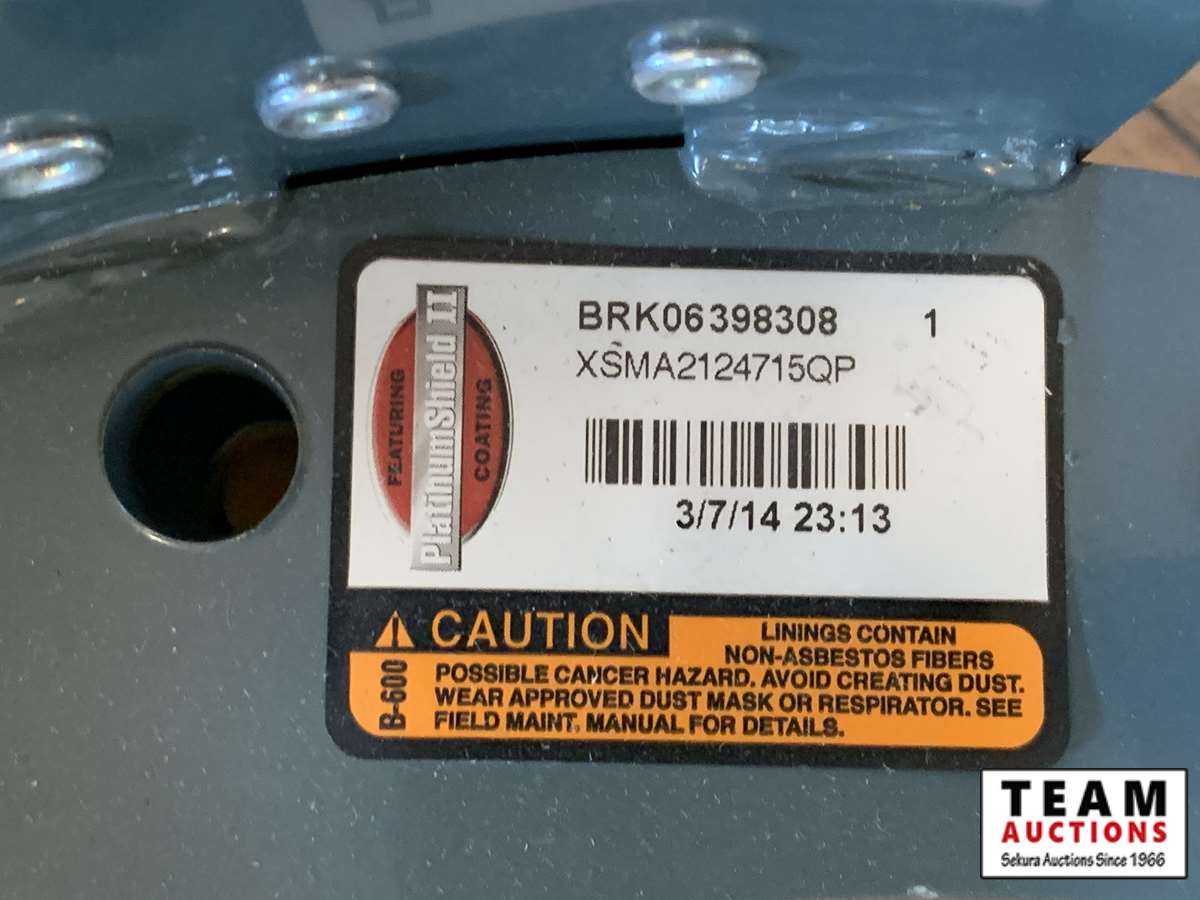 BRK06398308 1
XSMA2124715QP
3/7/14 23:13
FEATURING
PlatinumShield II
COATING
CAUTION
B-600
LININGS CONTAIN
NON-ASBESTOS FIBERS
POSSIBLE CANCER HAZARD. AVOID CREATING DUST.
WEAR APPROVED DUST MASK OR RESPIRATOR. SEE
FIELD MAINT. MANUAL FOR DETAILS.
TEAM
AUCTIONS
Sekura Auctions Since 1966